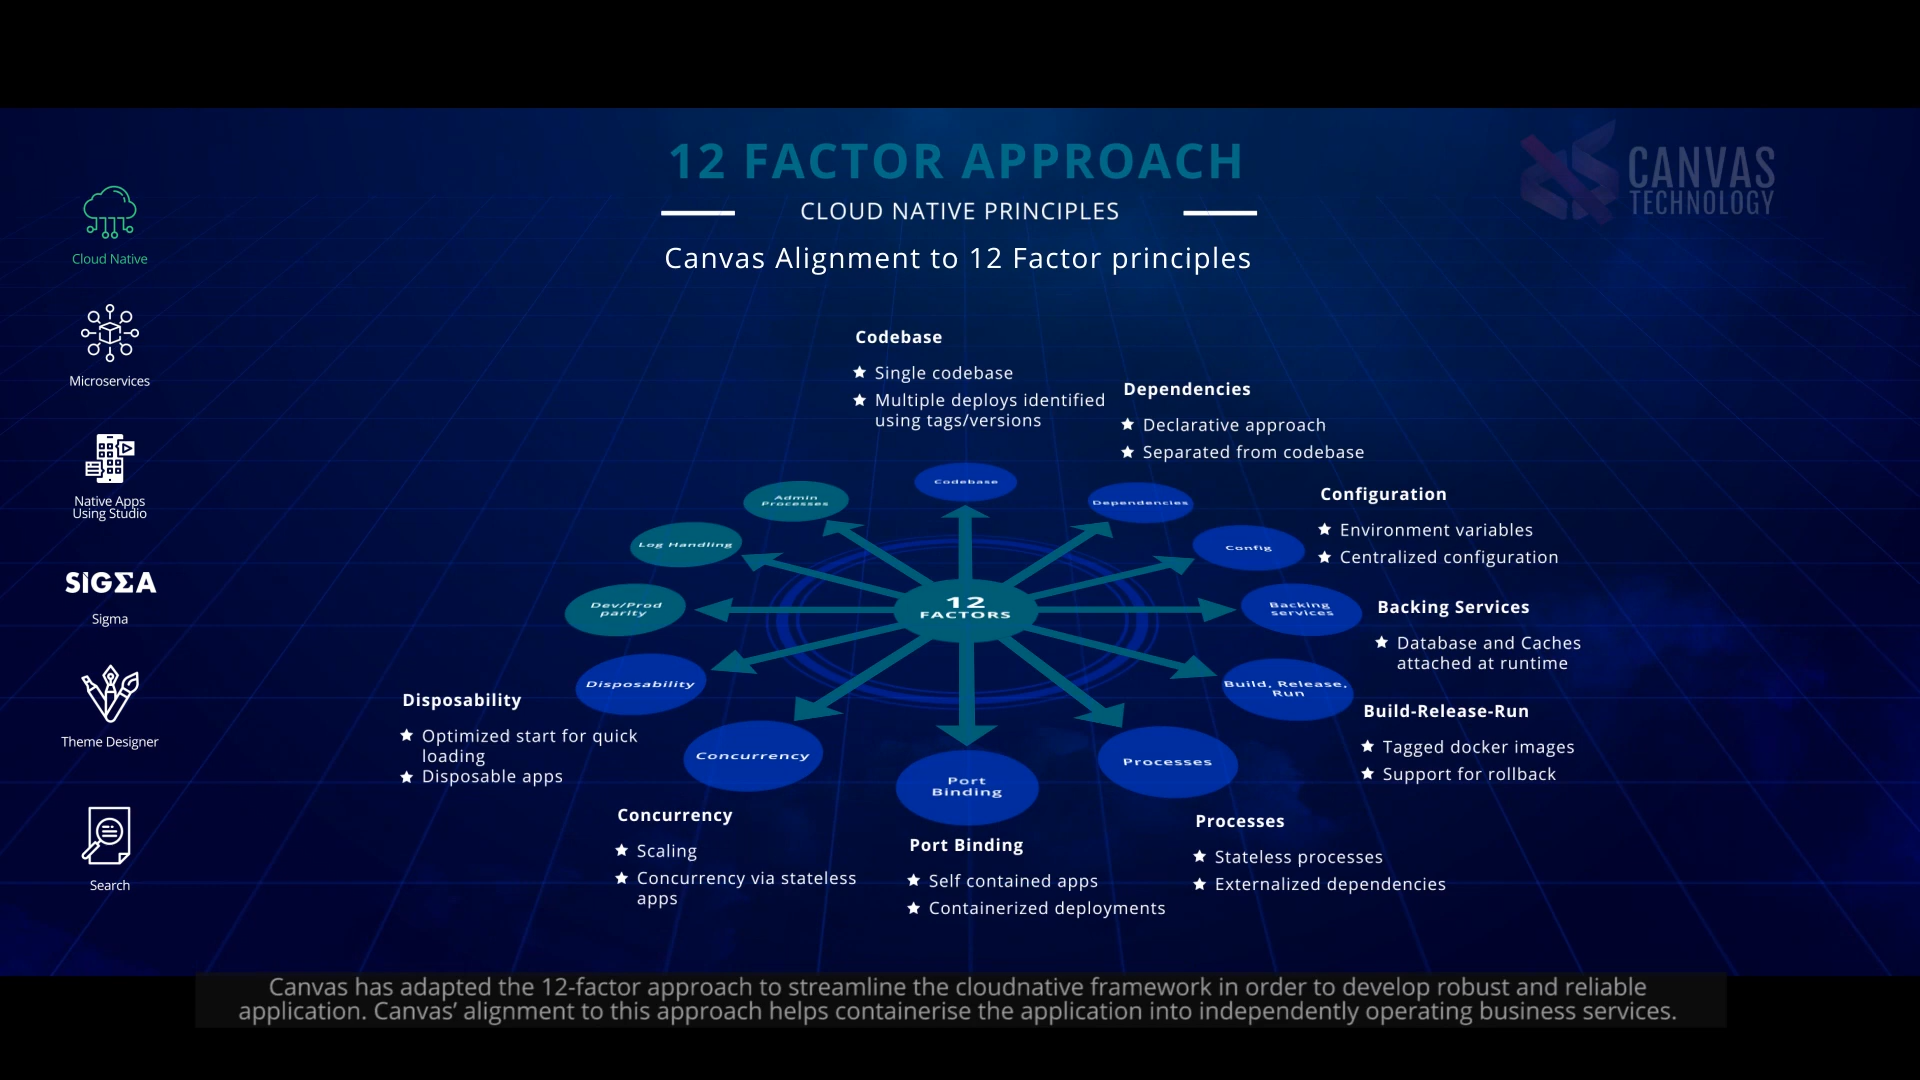 12 FACTOR APPROACH
CLOUD NATIVE PRINCIPLES
Canvas Alignment to 12 Factor principles
CANVAS
TECHNOLOGY
Cloud Native
Microservices
Native Apps
Using Studio
SIGΣA
Sigma
Theme Designer
Search
Codebase
Single codebase
Multiple deploys identified
using tags/versions
Dependencies
Declarative approach
Separated from codebase
Configuration
Environment variables
Centralized configuration
Backing Services
Database and Caches
attached at runtime
Build-Release-Run
Tagged docker images
Support for rollback
Processes
Stateless processes
Externalized dependencies
Port Binding
Self contained apps
Containerized deployments
Concurrency
Scaling
Concurrency via stateless
apps
Disposability
Optimized start for quick
loading
Disposable apps
12
FACTORS
Codebase
Dependencies
Config
Backing
services
Build, Release,
Run
Processes
Port
Binding
Concurrency
Disposability
Dev/Prod
parity
Log Handling
Admin
Processes
Canvas has adapted the 12-factor approach to streamline the cloudnative framework in order to develop robust and reliable
application. Canvas’ alignment to this approach helps containerise the application into independently operating business services.